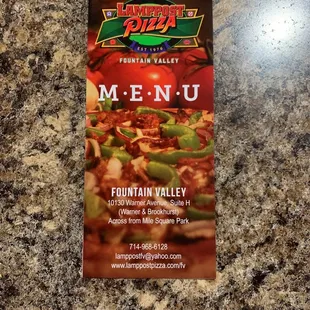 LAMPPOST
PIZZA
EST 1976
FOUNTAIN VALLEY
M·E·N·U
FOUNTAIN VALLEY
10130 Warner Avenue, Suite H
(Warner & Brookhurst)
Across from Mile Square Park
714-968-6128
lamppostfv@yahoo.com
www.lamppostpizza.com/fv